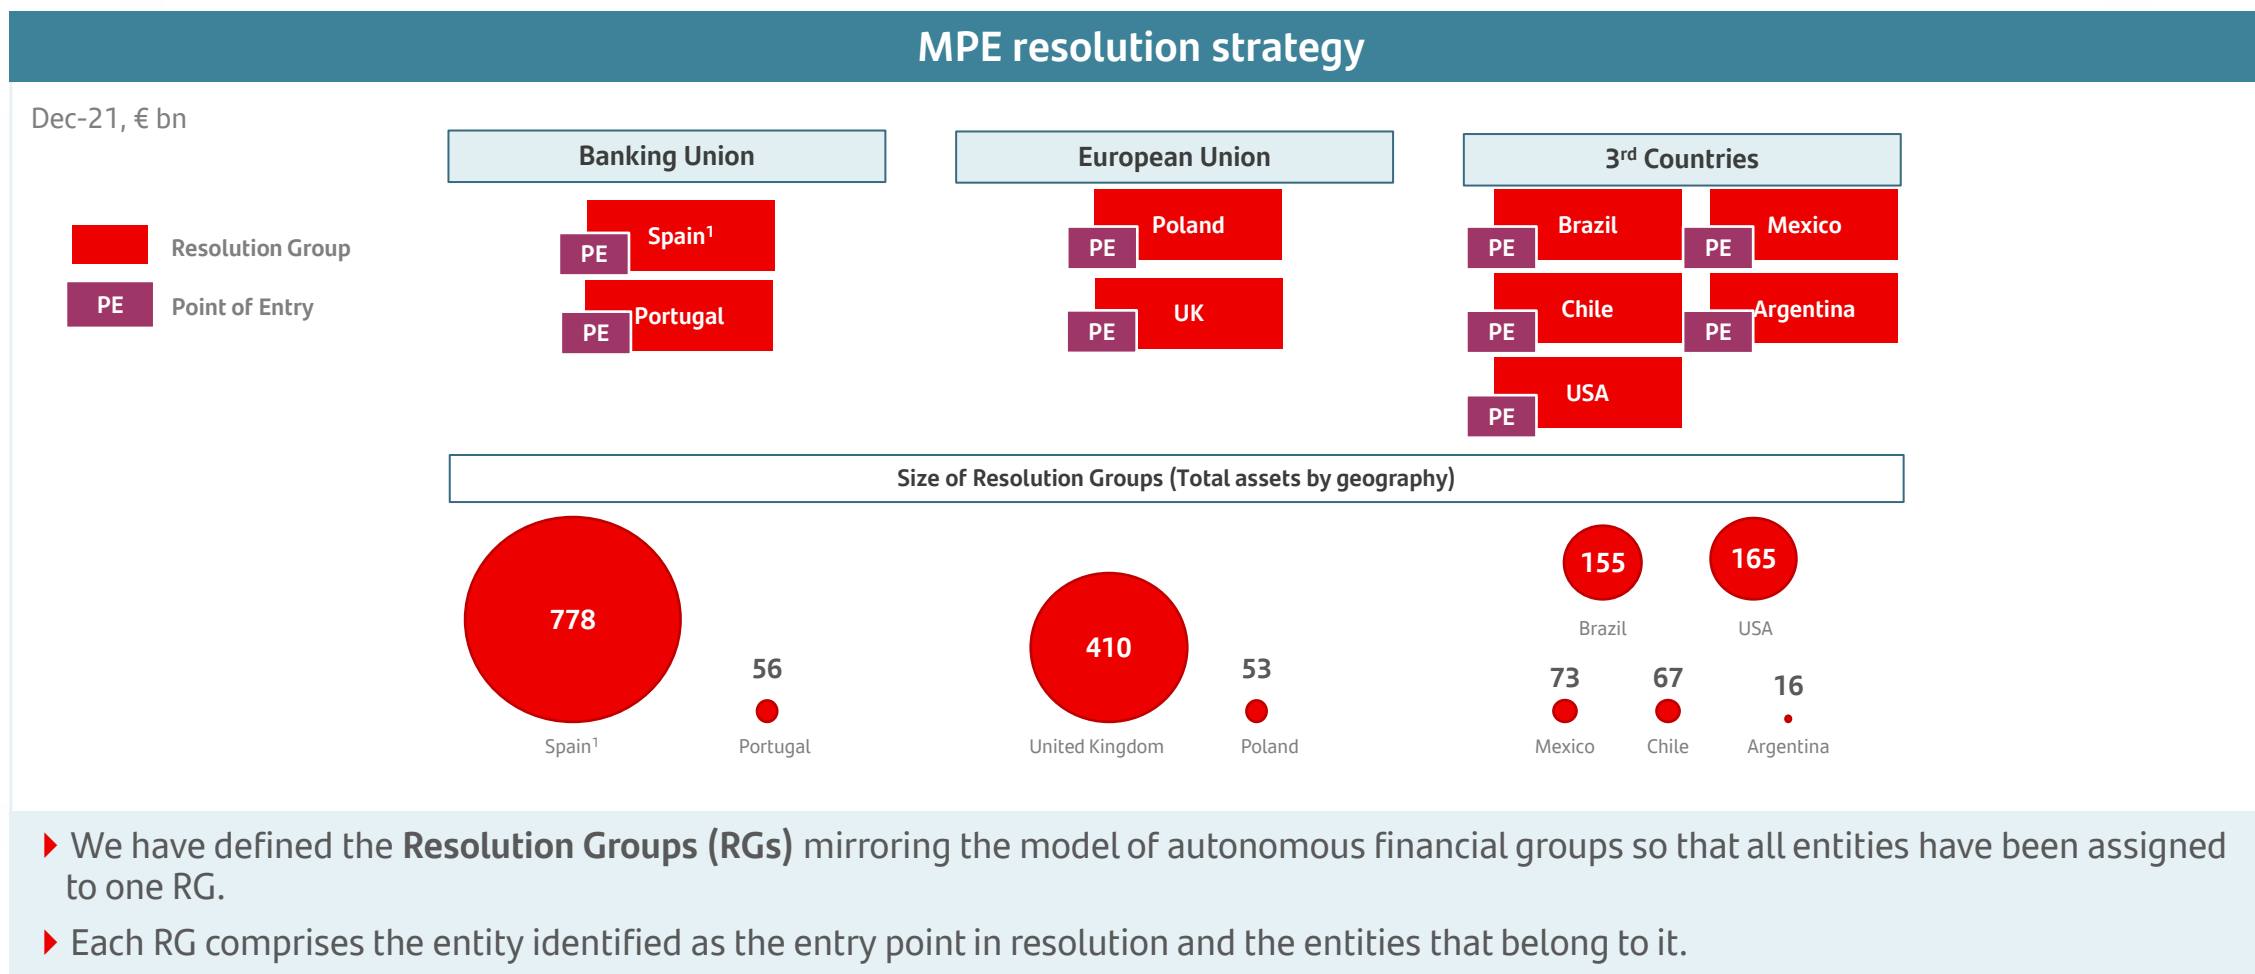 MPE resolution strategy
Dec-21, € bn
Resolution Group
PE
Point of Entry
Banking Union
Spain¹
PE
Portugal
PE
European Union
Poland
PE
UK
PE
3rd Countries
Brazil
PE
Mexico
PE
Chile
PE
Argentina
PE
USA
PE
Size of Resolution Groups (Total assets by geography)
778
Spain¹
56
Portugal
410
United Kingdom
53
Poland
155
Brazil
165
USA
73
Mexico
67
Chile
16
Argentina
We have defined the Resolution Groups (RGs) mirroring the model of autonomous financial groups so that all entities have been assigned
to one RG.
Each RG comprises the entity identified as the entry point in resolution and the entities that belong to it.